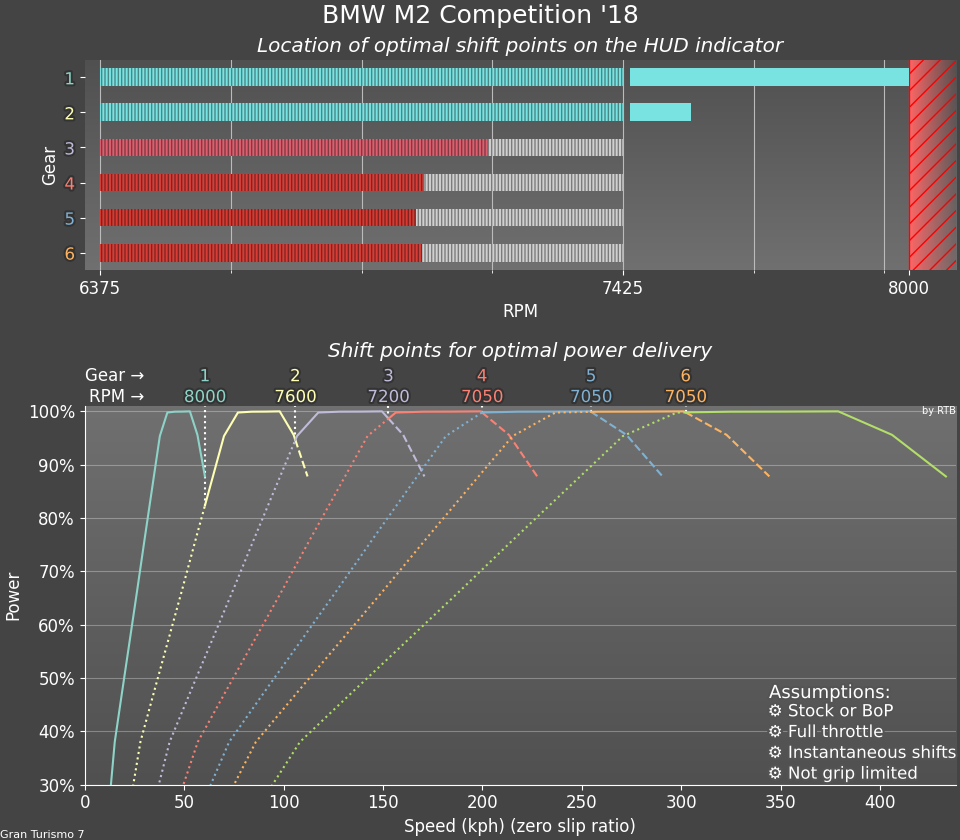 BMW M2 Competition '18
Location of optimal shift points on the HUD indicator
Gear
1
2
3
4
5
6
6375 7425 8000
RPM
Shift points for optimal power delivery
Gear → 1 2 3 4 5 6
RPM → 8000 7600 7200 7050 7050 7050
by RTB
Power
100%
90%
80%
70%
60%
50%
40%
30%
Assumptions:
⚙ Stock or BoP
⚙ Full throttle
⚙ Instantaneous shifts
⚙ Not grip limited
0 50 100 150 200 250 300 350 400
Speed (kph) (zero slip ratio)
Gran Turismo 7